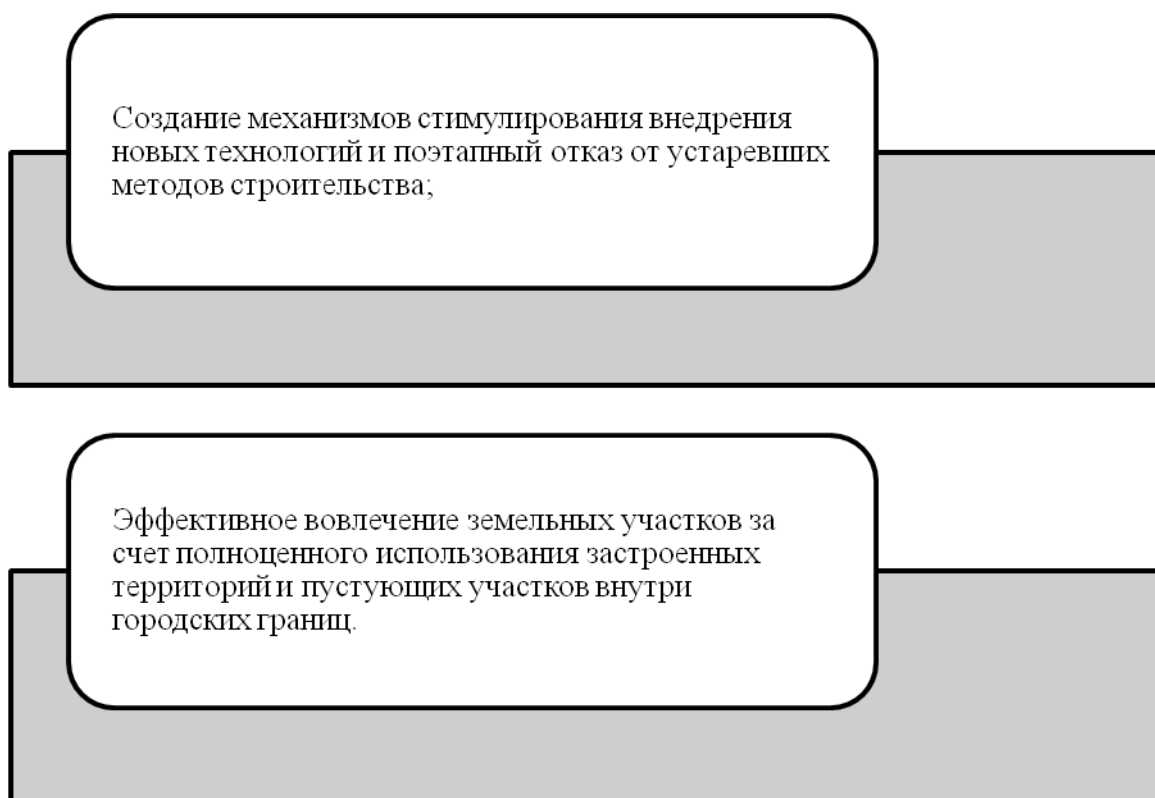 Создание механизмов стимулирования внедрения
новых технологий и поэтапный отказ от устаревших
методов строительства;
Эффективное вовлечение земельных участков за
счет полноценного использования застроенных
территорий и пустующих участков внутри
городских границ.